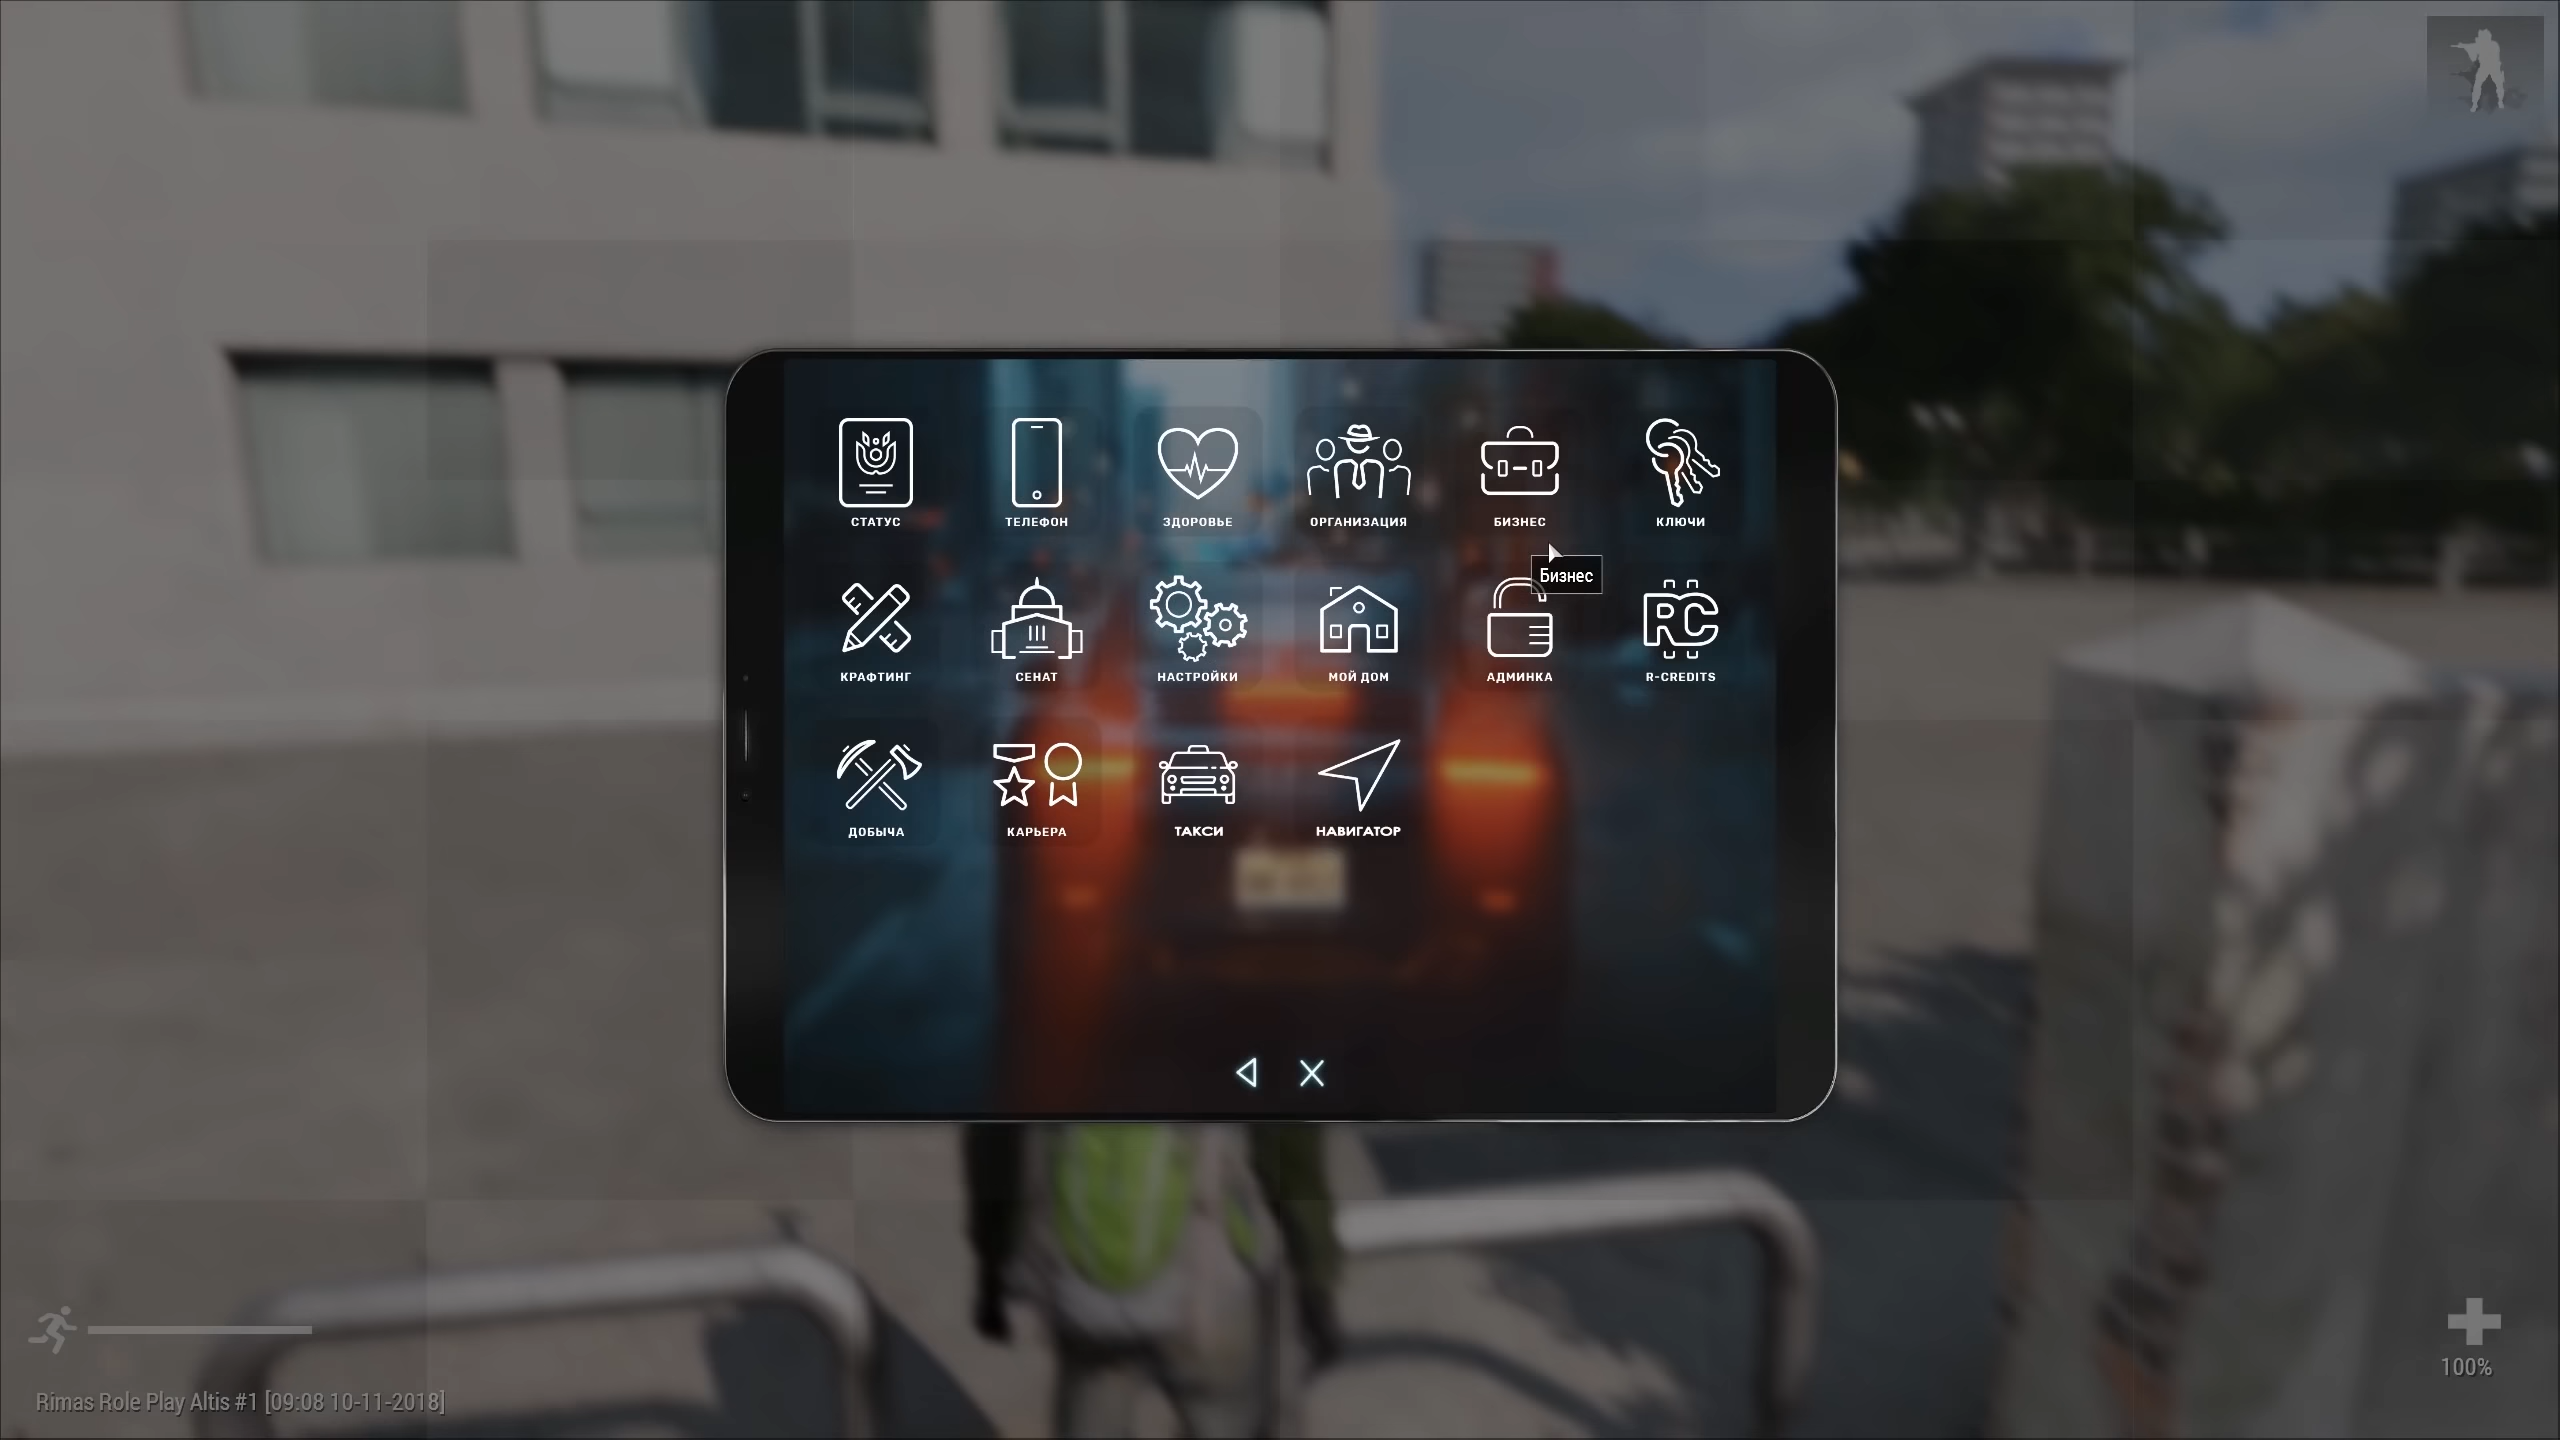 СТАТУС
ТЕЛЕФОН
ЗДОРОВЬЕ
ОРГАНИЗАЦИЯ
БИЗНЕС
КЛЮЧИ
Бизнес
КРАФТИНГ
СЕНАТ
НАСТРОЙКИ
МОЙ ДОМ
АДМИНКА
RC
R-CREDITS
ДОБЫЧА
КАРЬЕРА
ТАКСИ
НАВИГАТОР
100%
Rimas Role Play Altis #1 [09:08 10-11-2018]